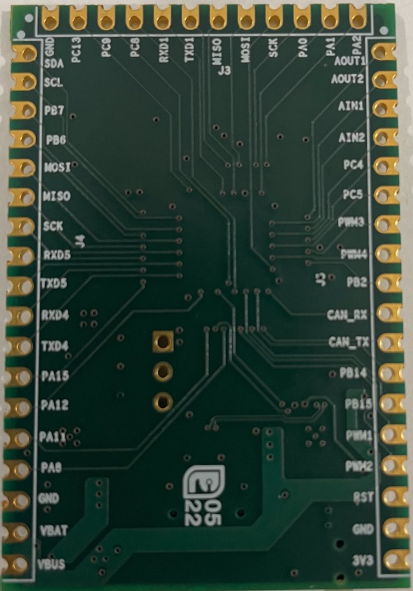 GND
PC13
PC9
PC8
RXD1
TXD1
MISO
MOSI
SCK
PA0
PA1
PA2
J3
SDA
SCL
PB7
PB6
MOSI
MISO
SCK
RXD5
TXD5
RXD4
TXD4
PA15
PA12
PA11
PA8
GND
VBAT
VBUS
J4
AOUT1
AOUT2
AIN1
AIN2
PC4
PC5
PWM3
PWM4
PB2
CAN_RX
CAN_TX
PB14
PB15
PWM1
PWM2
RST
GND
3V3
05
22